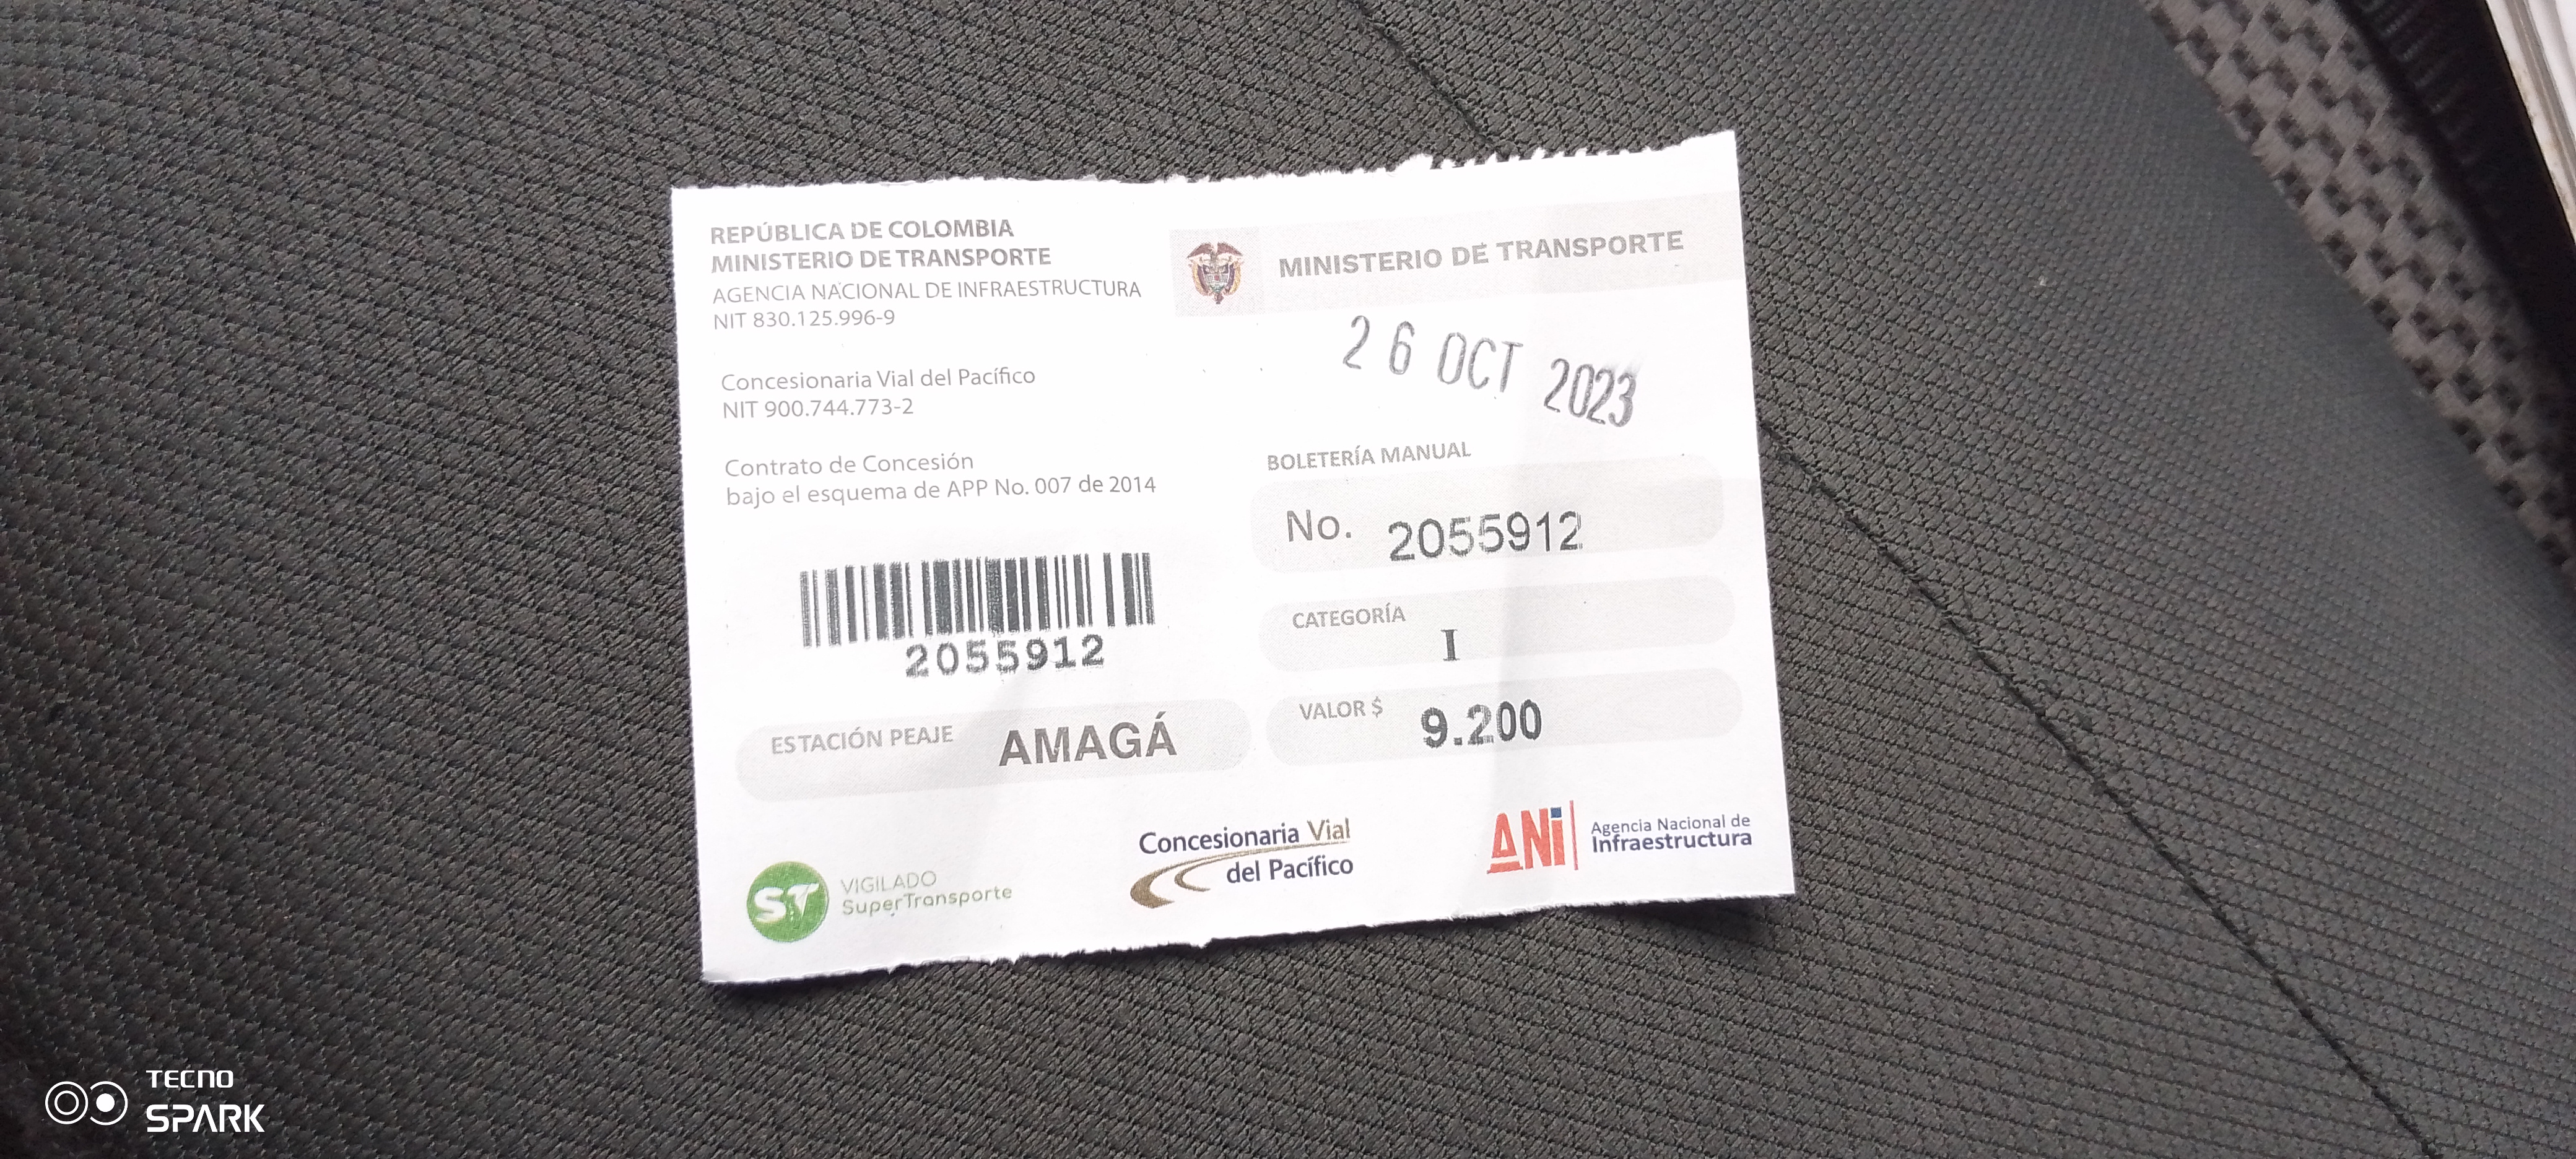 REPÚBLICA DE COLOMBIA
MINISTERIO DE TRANSPORTE
AGENCIA NACIONAL DE INFRAESTRUCTURA
NIT 830.125.996-9
Concesionaria Vial del Pacífico
NIT 900.744.773-2
Contrato de Concesión
bajo el esquema de APP No. 007 de 2014
2055912
ESTACIÓN PEAJE AMAGÁ
MINISTERIO DE TRANSPORTE
26 OCT 2023
BOLETERÍA MANUAL
No. 2055912
CATEGORÍA
I
VALOR $ 9.200
ST VIGILADO
SuperTransporte
Concesionaria Vial
del Pacífico
ANI Agencia Nacional de
Infraestructura
TECNO
SPARK